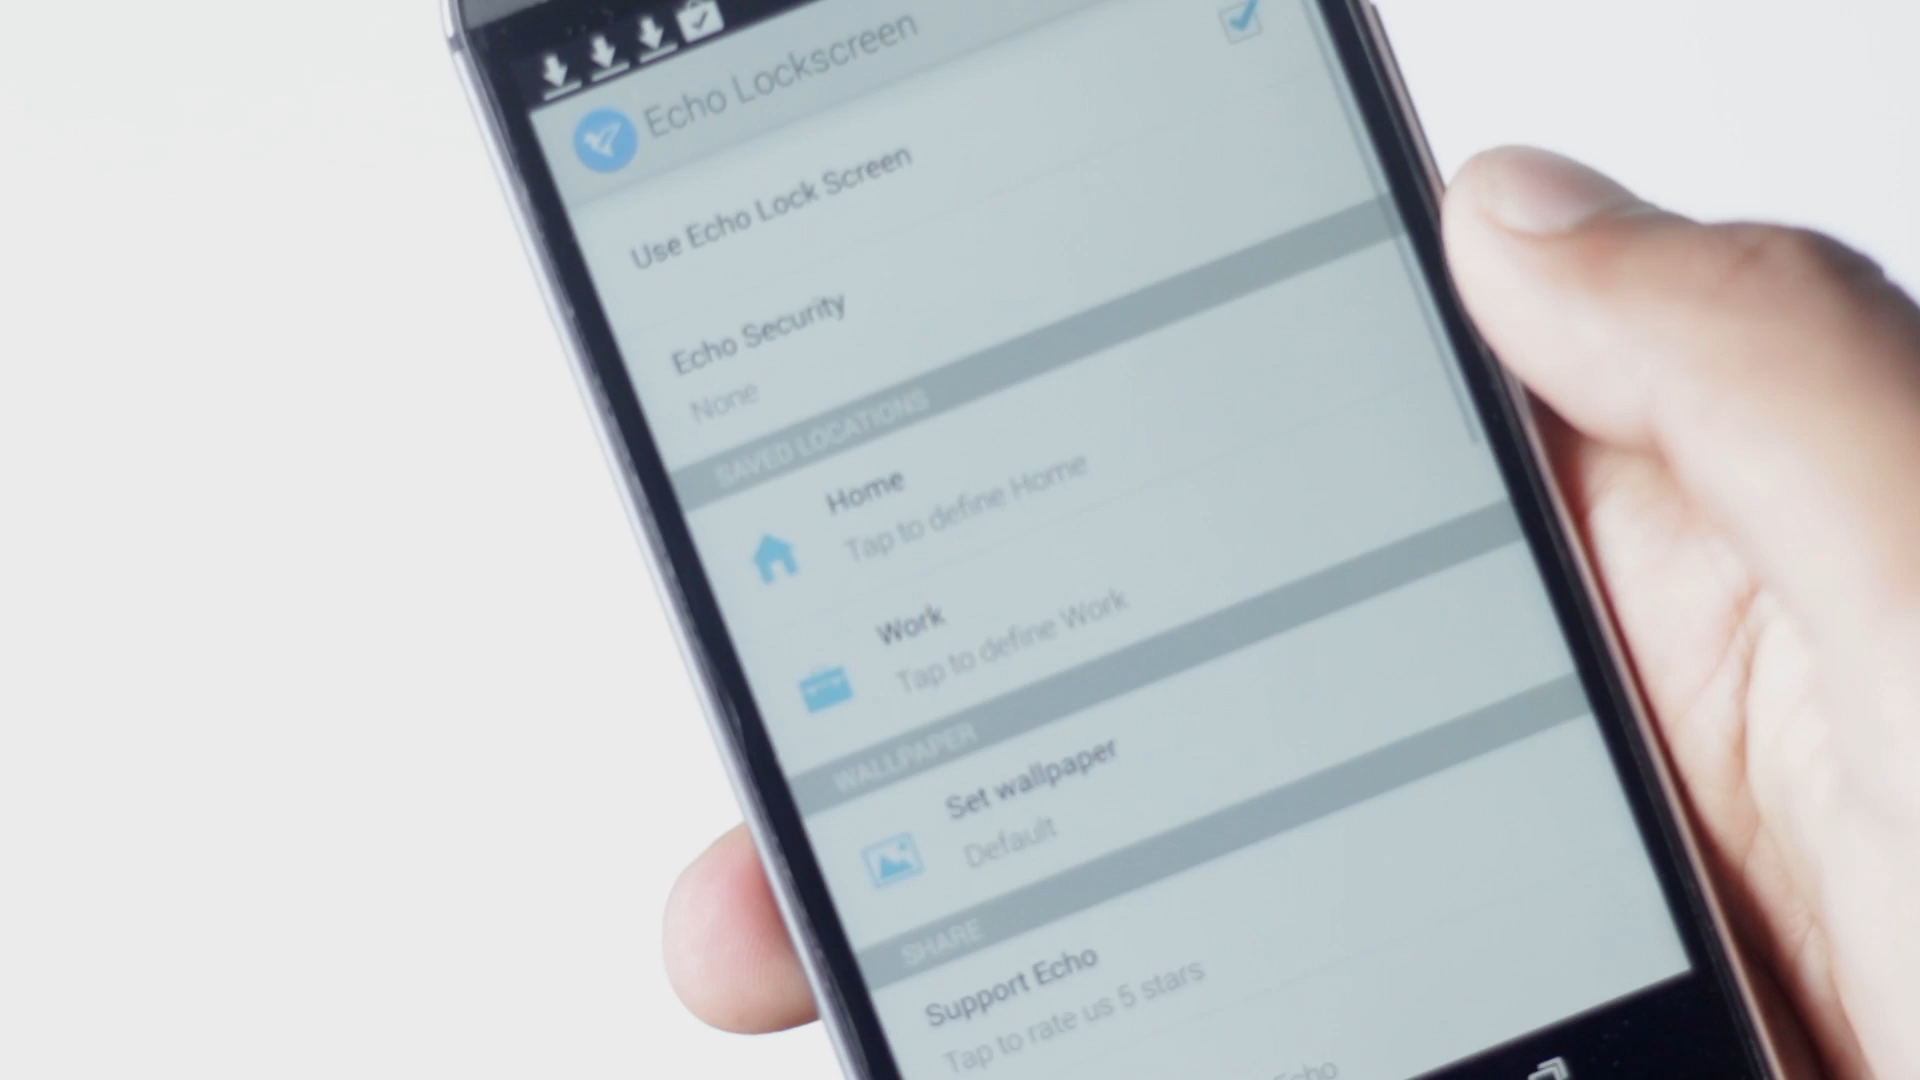 Echo Lockscreen
Use Echo Lock Screen
Echo Security
None
SAVED LOCATIONS
Home
Tap to define Home
Work
Tap to define Work
WALLPAPER
Set wallpaper
Default
SHARE
Support Echo
Tap to rate us 5 stars
Echo